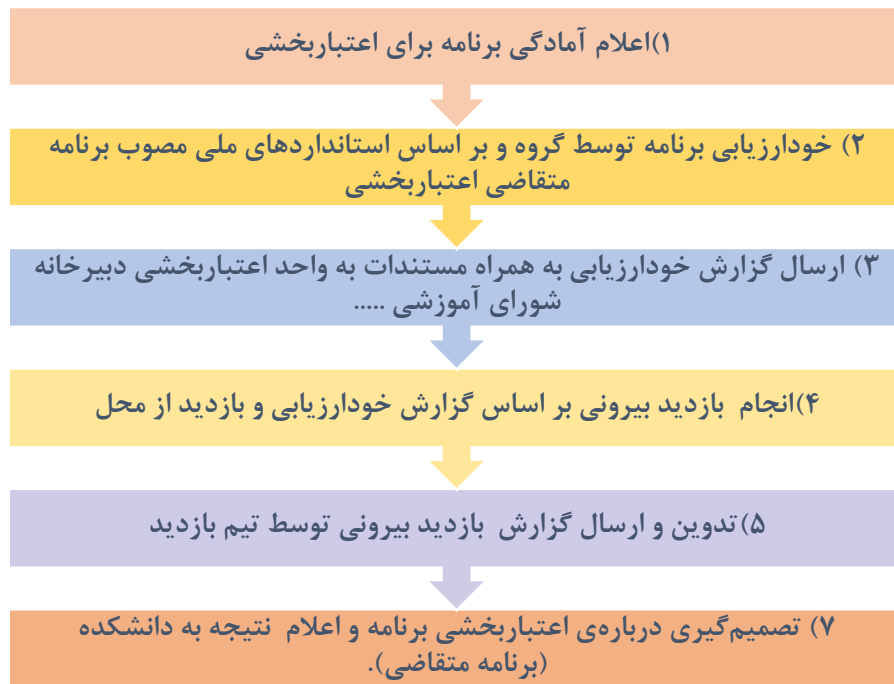 ۱)اعلام آمادگی برنامه برای اعتباربخشی
۲) خودارزیابی برنامه توسط گروه و بر اساس استانداردهای ملی مصوب برنامه
متقاضی اعتباربخشی
۳) ارسال گزارش خودارزیابی به همراه مستندات به واحد اعتباربخشی دبیرخانه
شورای آموزشی .....
۴)انجام بازدید بیرونی بر اساس گزارش خودارزیابی و بازدید از محل
۵)تدوین و ارسال گزارش بازدید بیرونی توسط تیم بازدید
۷) تصمیم‌گیری درباره‌ی اعتباربخشی برنامه و اعلام نتیجه به دانشکده
(برنامه متقاضی).